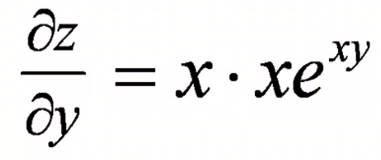 ∂z/∂y = x · xe^{xy}